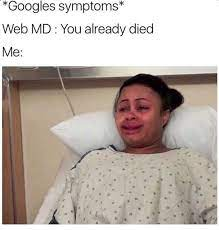 *Googles symptoms*
Web MD : You already died
Me: